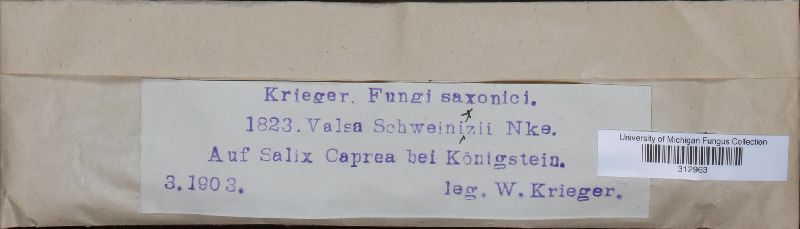 Krieger, Fungi saxonici.
1823. Valsa Schweinizii Nke.
Auf Salix Caprea bei Königstein.
3.1903.
leg. W. Krieger.
University of Michigan Fungus Collection
312963